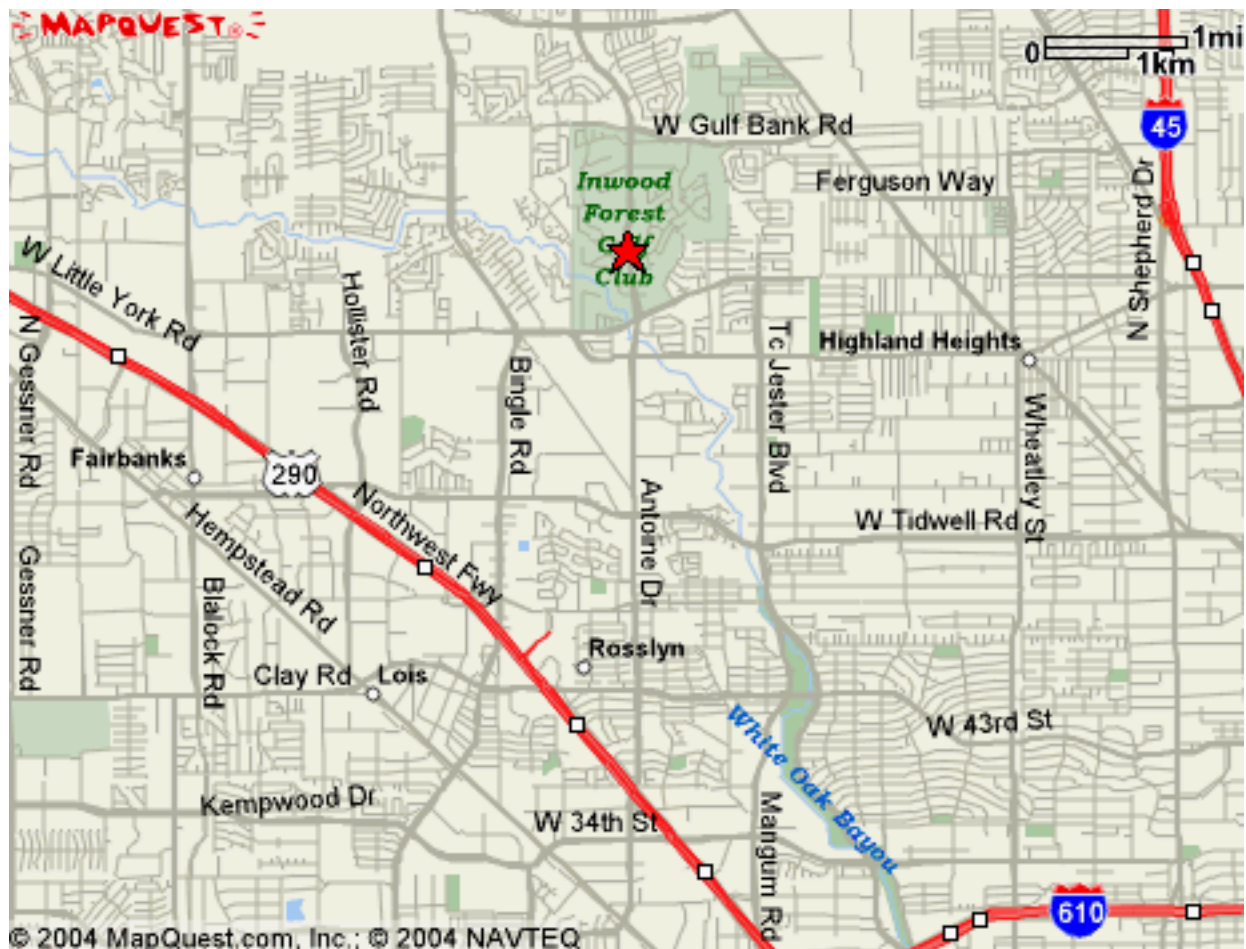 MAPQUEST®
0
1mi
1km
W Gulf Bank Rd
45
Inwood
Forest
Golf
Club
Ferguson Way
N Shepherd Dr
W Little York Rd
Hollister Rd
N Gessner Rd
Bingle Rd
Tc Jester Blvd
Highland Heights
Wheatley St
Fairbanks
290
Northwest Fwy
Antoine Dr
W Tidwell Rd
Hempstead Rd
Gessner Rd
Blalock Rd
Rosslyn
Clay Rd
Lois
White Oak Bayou
W 43rd St
Kempwood Dr
W 34th St
Mangum Rd
610
© 2004 MapQuest.com, Inc.; © 2004 NAVTEQ